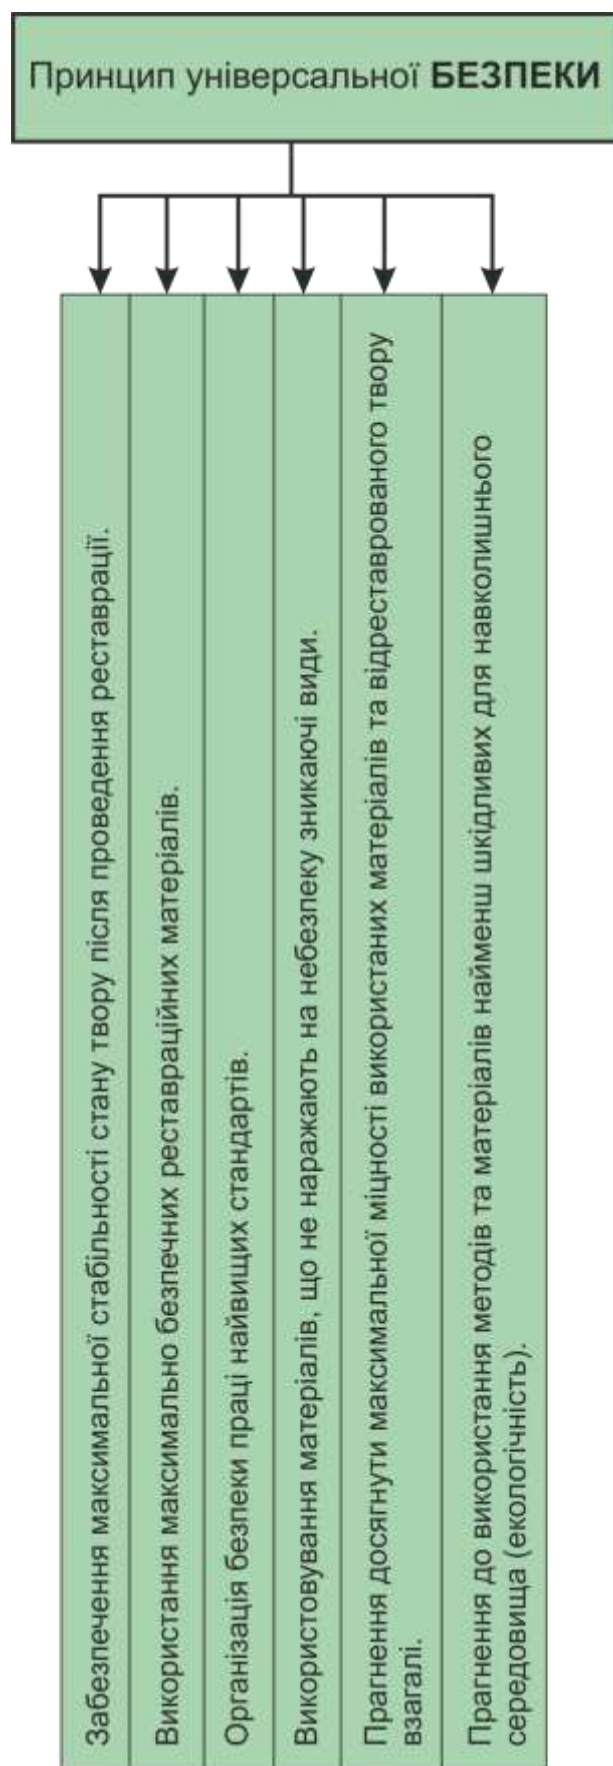 Принцип універсальної БЕЗПЕКИ
Забезпечення максимальної стабільності стану твору після проведення реставрації.
Використання максимально безпечних реставраційних матеріалів.
Організація безпеки праці найвищих стандартів.
Використовування матеріалів, що не наражають на небезпеку зникаючі види.
Прагнення досягнути максимальної міцності використаних матеріалів та відреставрованого твору
взагалі.
Прагнення до використання методів та матеріалів найменш шкідливих для навколишнього
середовища (екологічність).